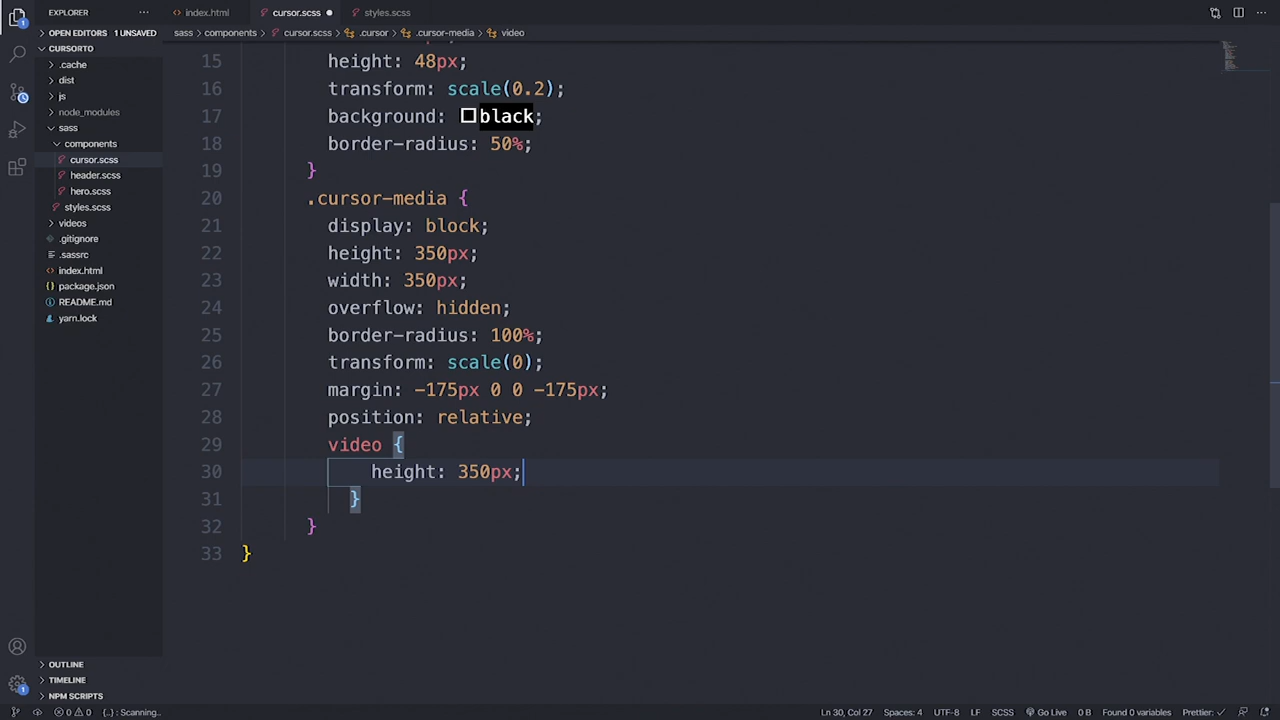 EXPLORER
index.html
cursor.scss
styles.scss
OPEN EDITORS 1 UNSAVED
sass > components > cursor.scss > .cursor > .cursor-media > video
CURSORTO
.cache
dist
js
node_modules
sass
components
cursor.scss
header.scss
hero.scss
styles.scss
videos
.gitignore
.sassrc
index.html
package.json
README.md
yarn.lock
15 height: 48px;
16 transform: scale(0.2);
17 background: black;
18 border-radius: 50%;
19 }
20 .cursor-media {
21 display: block;
22 height: 350px;
23 width: 350px;
24 overflow: hidden;
25 border-radius: 100%;
26 transform: scale(0);
27 margin: -175px 0 0 -175px;
28 position: relative;
29 video {
30 height: 350px;
31 }
32 }
33 }
OUTLINE
TIMELINE
NPM SCRIPTS
1
1
0 0 {..} : Scanning.. Ln 30, Col 27 Spaces: 4 UTF-8 LF SCSS Go Live 0 B Found 0 variables Prettier: ✓